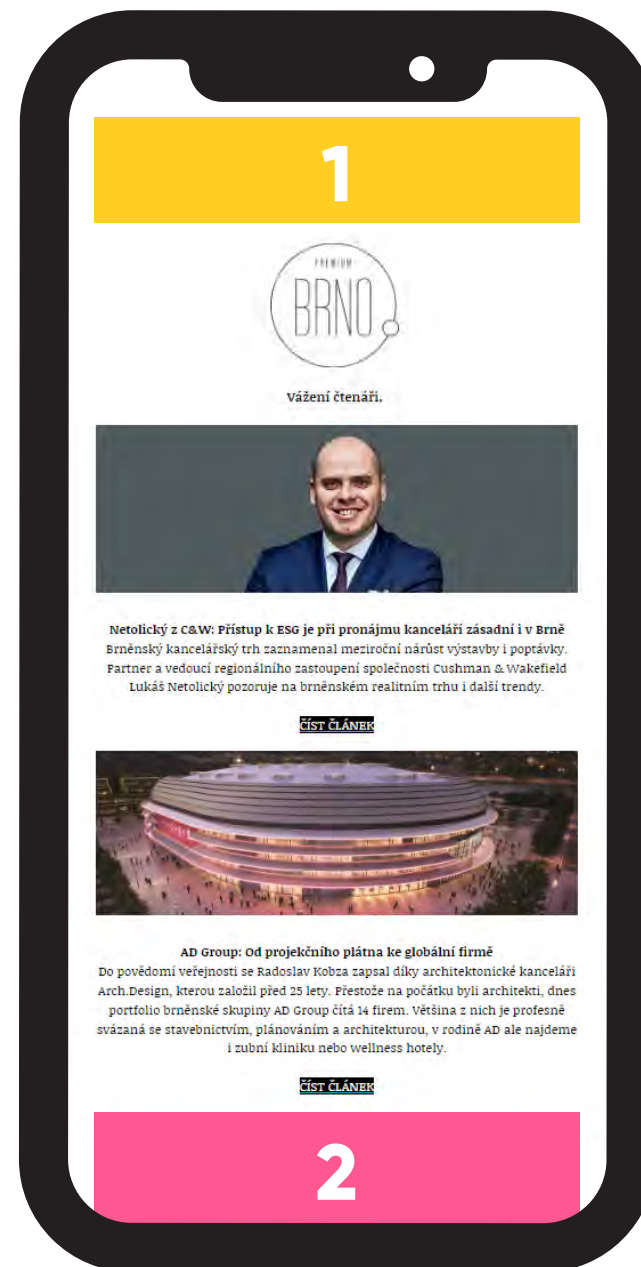 1
PREMIUM
BRNO
Vážení čtenáři.
Netolický z C&W: Přístup k ESG je při pronájmu kanceláří zásadní i v Brně
Brněnský kancelářský trh zaznamenal meziroční nárůst výstavby i poptávky.
Partner a vedoucí regionálního zastoupení společnosti Cushman & Wakefield
Lukáš Netolický pozoruje na brněnském realitním trhu i další trendy.
ČÍST ČLÁNEK
AD Group: Od projekčního plátna ke globální firmě
Do povědomí veřejnosti se Radoslav Kobza zapsal díky architektonické kanceláři
Arch.Design, kterou založil před 25 lety. Přestože na počátku byli architekti, dnes
portfolio brněnské skupiny AD Group čítá 14 firem. Většina z nich je profesně
svázaná se stavebnictvím, plánováním a architekturou, v rodině AD ale najdeme
i zubní kliniku nebo wellness hotely.
ČÍST ČLÁNEK
2